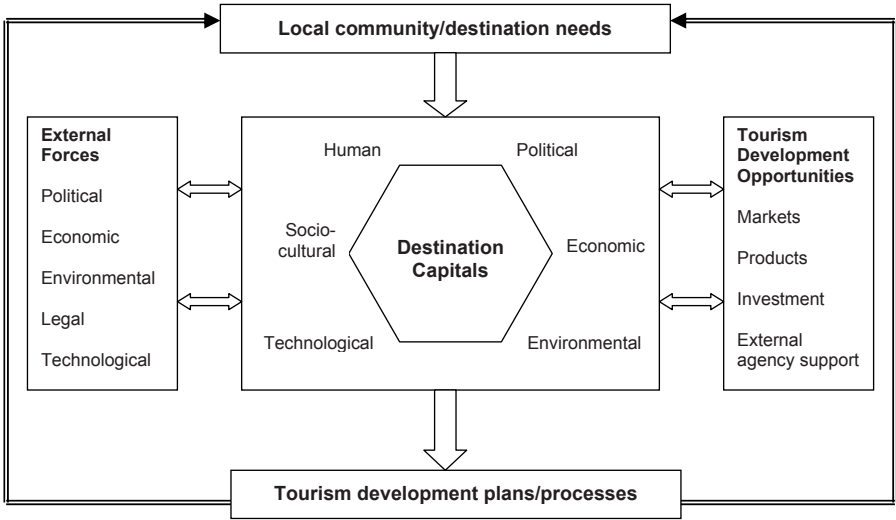 Local community/destination needs
External
Forces
Political
Economic
Environmental
Legal
Technological
Human
Political
Socio-
cultural
Destination
Capitals
Economic
Technological
Environmental
Tourism
Development
Opportunities
Markets
Products
Investment
External
agency support
Tourism development plans/processes